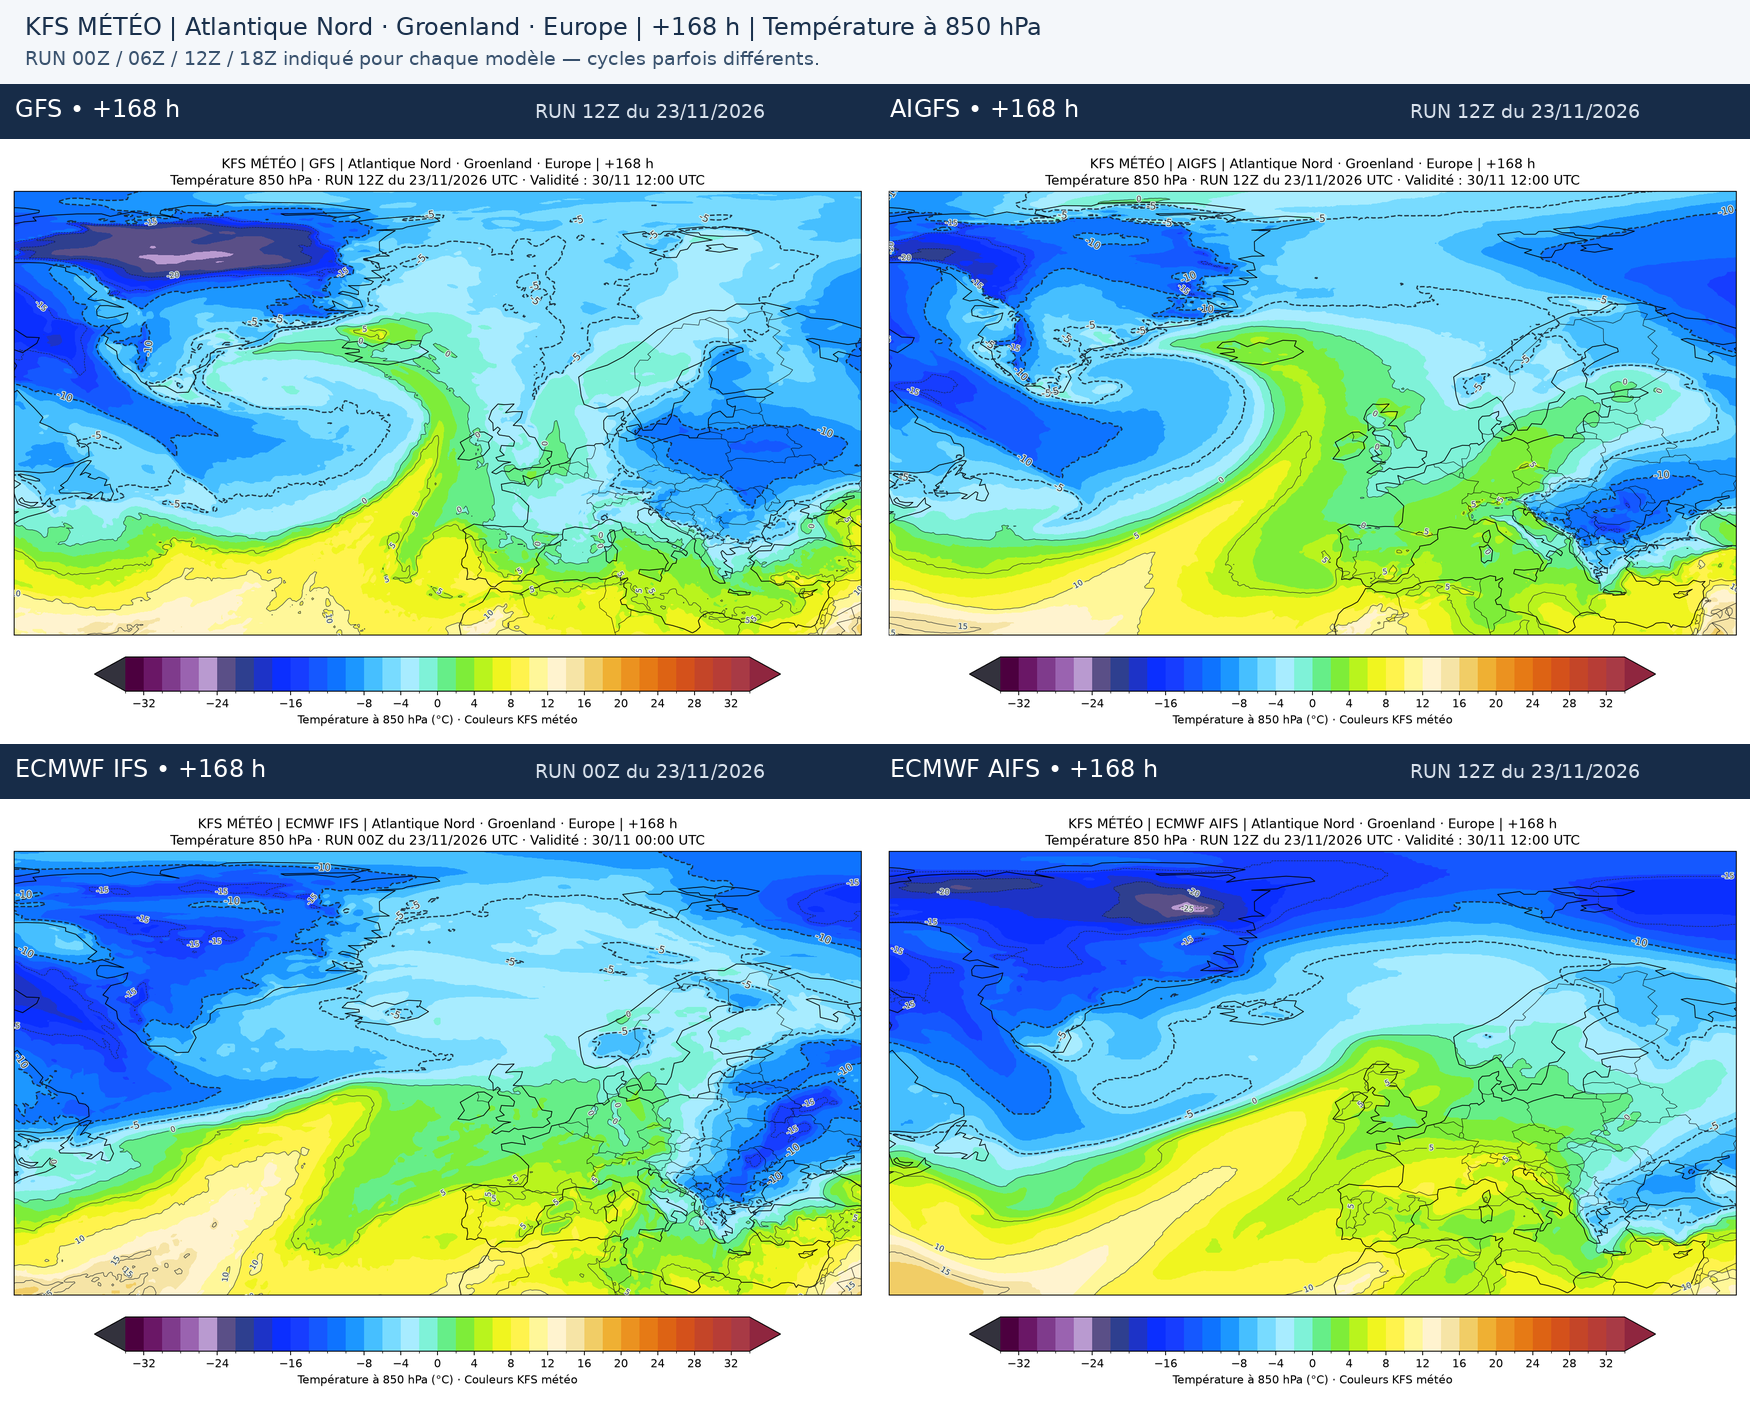 KFS MÉTÉO | Atlantique Nord · Groenland · Europe | +168 h | Température à 850 hPa
RUN 00Z / 06Z / 12Z / 18Z indiqué pour chaque modèle — cycles parfois différents.
GFS • +168 h
RUN 12Z du 23/11/2026
AIGFS • +168 h
RUN 12Z du 23/11/2026
KFS MÉTÉO | GFS | Atlantique Nord · Groenland · Europe | +168 h
Température 850 hPa · RUN 12Z du 23/11/2026 UTC · Validité : 30/11 12:00 UTC
KFS MÉTÉO | AIGFS | Atlantique Nord · Groenland · Europe | +168 h
Température 850 hPa · RUN 12Z du 23/11/2026 UTC · Validité : 30/11 12:00 UTC
−32 −24 −16 −8 −4 0 4 8 12 16 20 24 28 32
Température à 850 hPa (°C) · Couleurs KFS météo
−32 −24 −16 −8 −4 0 4 8 12 16 20 24 28 32
Température à 850 hPa (°C) · Couleurs KFS météo
ECMWF IFS • +168 h
RUN 00Z du 23/11/2026
ECMWF AIFS • +168 h
RUN 12Z du 23/11/2026
KFS MÉTÉO | ECMWF IFS | Atlantique Nord · Groenland · Europe | +168 h
Température 850 hPa · RUN 00Z du 23/11/2026 UTC · Validité : 30/11 00:00 UTC
KFS MÉTÉO | ECMWF AIFS | Atlantique Nord · Groenland · Europe | +168 h
Température 850 hPa · RUN 12Z du 23/11/2026 UTC · Validité : 30/11 12:00 UTC
−32 −24 −16 −8 −4 0 4 8 12 16 20 24 28 32
Température à 850 hPa (°C) · Couleurs KFS météo
−32 −24 −16 −8 −4 0 4 8 12 16 20 24 28 32
Température à 850 hPa (°C) · Couleurs KFS météo